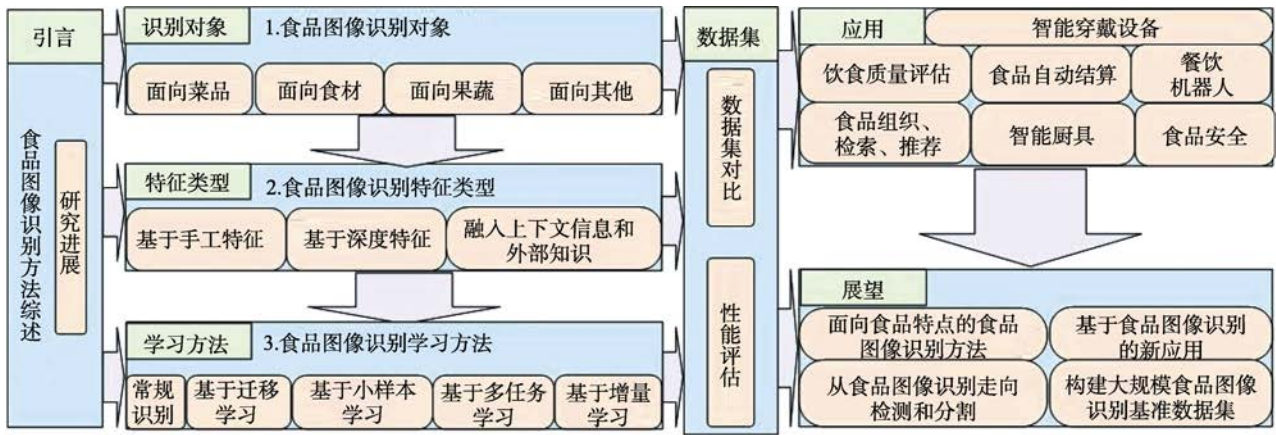 引言
食品图像识别方法综述
研究进展
识别对象
1.食品图像识别对象
面向菜品
面向食材
面向果蔬
面向其他
特征类型
2.食品图像识别特征类型
基于手工特征
基于深度特征
融入上下文信息和
外部知识
学习方法
3.食品图像识别学习方法
常规
识别
基于迁移
学习
基于小样本
学习
基于多任务
学习
基于增量
学习
数据集
数据集对比
性能评估
应用
智能穿戴设备
饮食质量评估
食品自动结算
餐饮
机器人
食品组织、
检索、推荐
智能厨具
食品安全
展望
面向食品特点的食品
图像识别方法
基于食品图像识别
的新应用
从食品图像识别走向
检测和分割
构建大规模食品图像
识别基准数据集